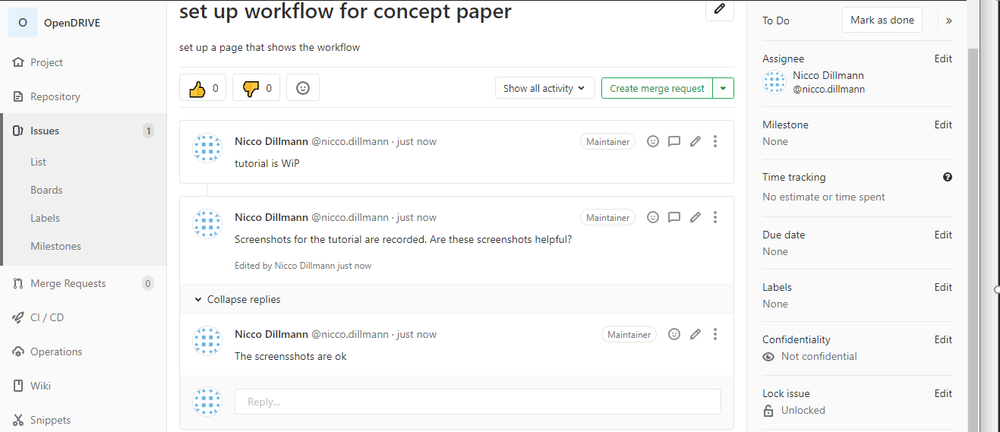 O OpenDRIVE
Project
Repository
Issues 1
List
Boards
Labels
Milestones
Merge Requests 0
CI / CD
Operations
Wiki
Snippets
set up workflow for concept paper
set up a page that shows the workflow
0 0
Show all activity
Create merge request
Nicco Dillmann @nicco.dillmann · just now Maintainer
tutorial is WiP
Nicco Dillmann @nicco.dillmann · just now Maintainer
Screenshots for the tutorial are recorded. Are these screenshots helpful?
Edited by Nicco Dillmann just now
Collapse replies
Nicco Dillmann @nicco.dillmann · just now Maintainer
The screensshots are ok
Reply...
To Do Mark as done »
Assignee Edit
Nicco Dillmann
@nicco.dillmann
Milestone Edit
None
Time tracking ?
No estimate or time spent
Due date Edit
None
Labels Edit
None
Confidentiality Edit
Not confidential
Lock issue Edit
Unlocked